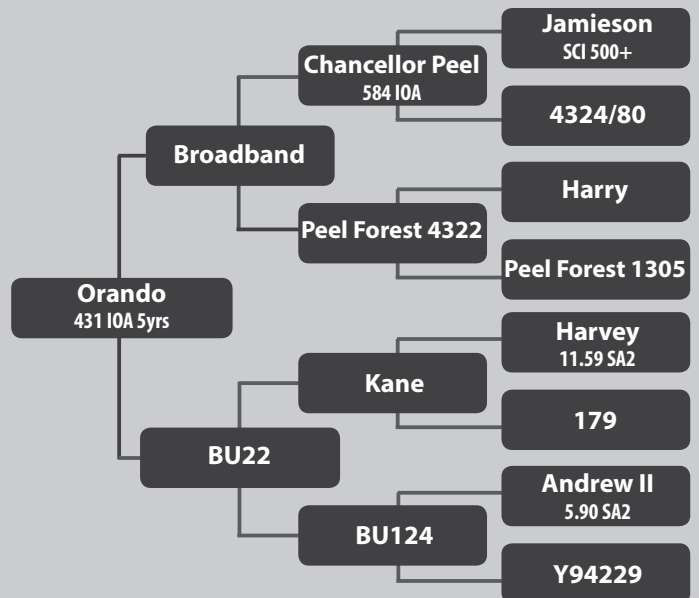 Jamieson
SCI 500+
Chancellor Peel
584 IOA
4324/80
Broadband
Harry
Peel Forest 4322
Peel Forest 1305
Orando
431 IOA 5yrs
Harvey
11.59 SA2
Kane
179
BU22
Andrew II
5.90 SA2
BU124
Y94229